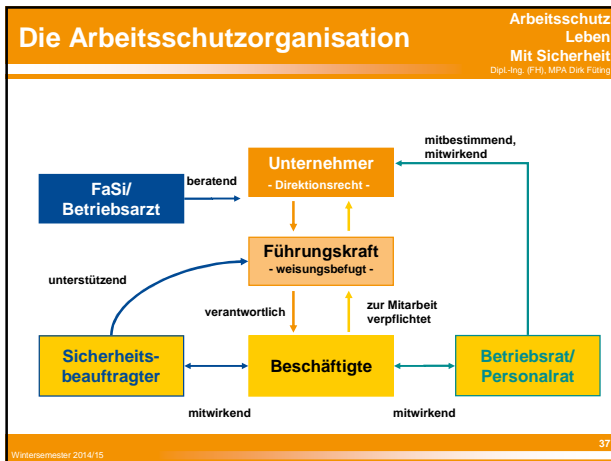 Die Arbeitsschutzorganisation
Arbeitsschutz
Leben
Mit Sicherheit
Dipl.-Ing. (FH), MPA Dirk Füting
mitbestimmend,
mitwirkend
Unternehmer
- Direktionsrecht -
beratend
FaSi/
Betriebsarzt
Führungskraft
- weisungsbefugt -
unterstützend
verantwortlich
zur Mitarbeit
verpflichtet
Sicherheits-
beauftragter
Beschäftigte
Betriebsrat/
Personalrat
mitwirkend
mitwirkend
37
Wintersemester 2014/15